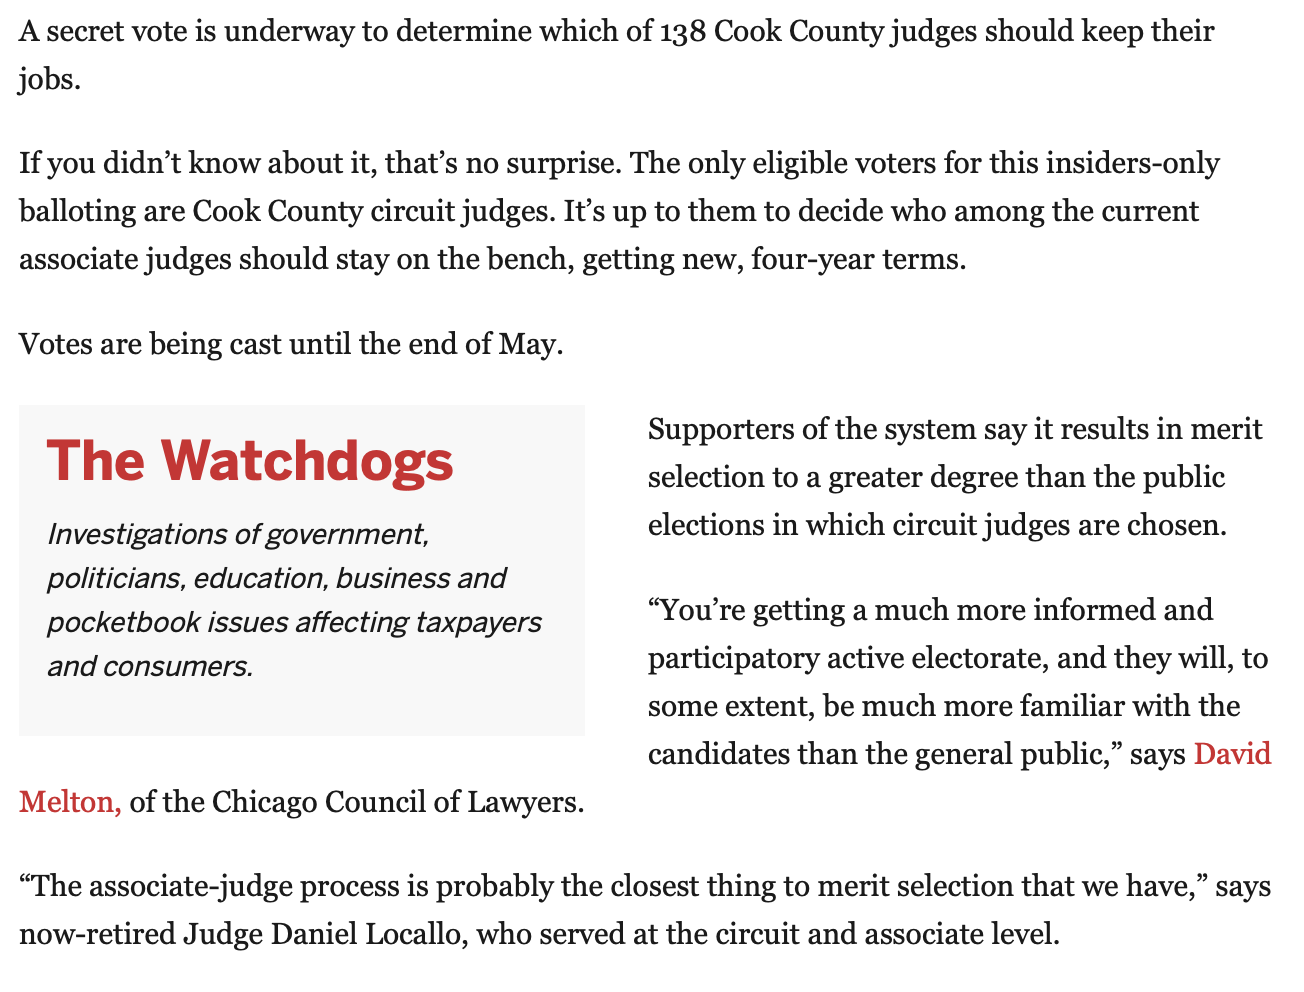 A secret vote is underway to determine which of 138 Cook County judges should keep their
jobs.
If you didn’t know about it, that’s no surprise. The only eligible voters for this insiders-only
balloting are Cook County circuit judges. It’s up to them to decide who among the current
associate judges should stay on the bench, getting new, four-year terms.
Votes are being cast until the end of May.
The Watchdogs
Investigations of government,
politicians, education, business and
pocketbook issues affecting taxpayers
and consumers.
Supporters of the system say it results in merit
selection to a greater degree than the public
elections in which circuit judges are chosen.
“You’re getting a much more informed and
participatory active electorate, and they will, to
some extent, be much more familiar with the
candidates than the general public,” says David
Melton, of the Chicago Council of Lawyers.
“The associate-judge process is probably the closest thing to merit selection that we have,” says
now-retired Judge Daniel Locallo, who served at the circuit and associate level.